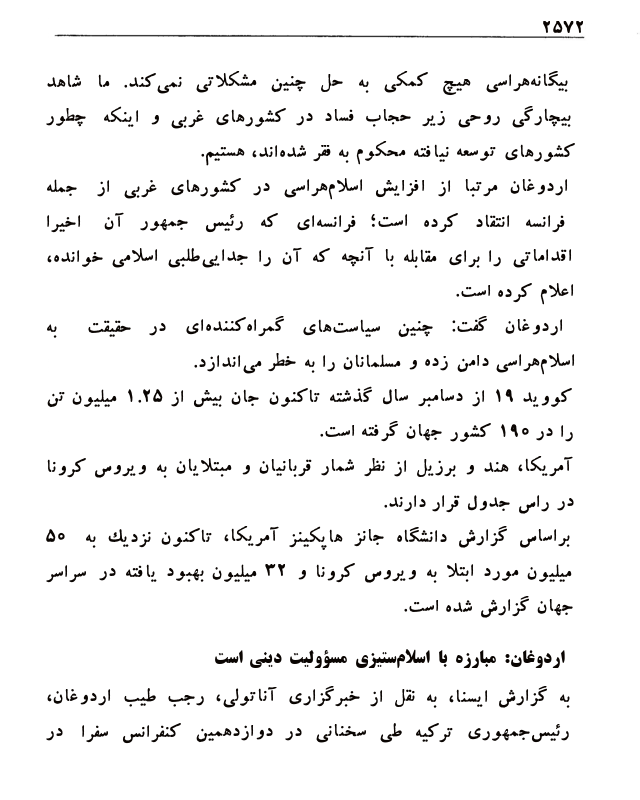 ۲۵۷۲
بیگانه‌هراسی هیچ کمکی به حل چنین مشکلاتی نمی‌کند. ما شاهد
بیچارگی روحی زیر حجاب فساد در کشورهای غربی و اینکه چطور
کشورهای توسعه نیافته محکوم به فقر شده‌اند، هستیم.
اردوغان مرتبا از افزایش اسلام‌هراسی در کشورهای غربی از جمله
فرانسه انتقاد کرده است؛ فرانسه‌ای که رئیس جمهور آن اخیرا
اقداماتی را برای مقابله با آنچه که آن را جدایی‌طلبی اسلامی خوانده،
اعلام کرده است.
اردوغان گفت: چنین سیاست‌های گمراه‌کننده‌ای در حقیقت به
اسلام‌هراسی دامن زده و مسلمانان را به خطر می‌اندازد.
کووید ۱۹ از دسامبر سال گذشته تاکنون جان بیش از ۱.۲۵ میلیون تن
را در ۱۹۰ کشور جهان گرفته است.
آمریکا، هند و برزیل از نظر شمار قربانیان و مبتلایان به ویروس کرونا
در راس جدول قرار دارند.
براساس گزارش دانشگاه جانز هاپکینز آمریکا، تاکنون نزدیك به ۵۰
میلیون مورد ابتلا به ویروس کرونا و ۳۲ میلیون بهبود یافته در سراسر
جهان گزارش شده است.
اردوغان: مبارزه با اسلام‌ستیزی مسؤولیت دینی است
به گزارش ایسنا، به نقل از خبرگزاری آناتولی، رجب طیب اردوغان،
رئیس‌جمهوری ترکیه طی سخنانی در دوازدهمین کنفرانس سفرا در